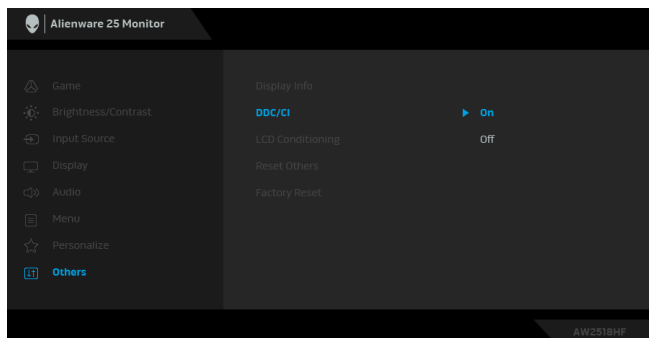 Alienware 25 Monitor
Game
Display Info
Brightness/Contrast
DDC/CI
On
Input Source
LCD Conditioning
Off
Display
Reset Others
Audio
Factory Reset
Menu
Personalize
Others
AW2518HF